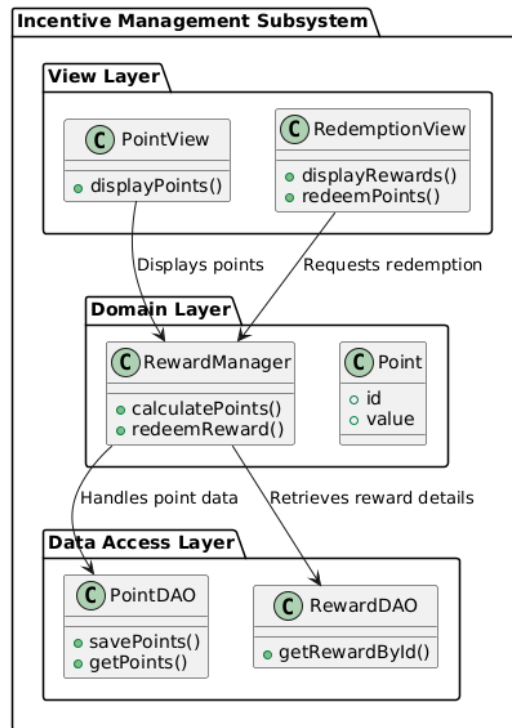 Incentive Management Subsystem
View Layer
C PointView
displayPoints()
C RedemptionView
displayRewards()
redeemPoints()
Displays points
Requests redemption
Domain Layer
C RewardManager
calculatePoints()
redeemReward()
C Point
id
value
Handles point data
Retrieves reward details
Data Access Layer
C PointDAO
savePoints()
getPoints()
C RewardDAO
getRewardById()